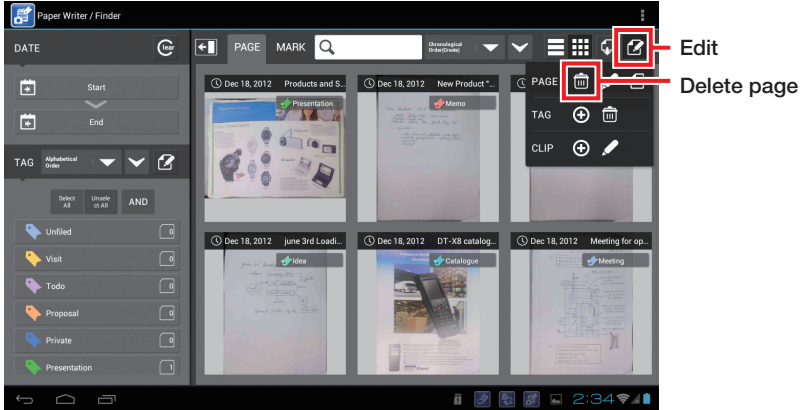 Paper Writer / Finder
Edit
Delete page
DATE
Clear
PAGE MARK
Chronological
Order(Create)
Start
End
TAG
Alphabetical
Order
Select
All
Unsele
ct All
AND
Unfiled 0
Visit 0
Todo 0
Proposal 0
Private 0
Presentation 1
PAGE
TAG
CLIP
Dec 18, 2012 Products and S...
Presentation
Dec 18, 2012 New Product "...
Memo
Dec 18, 2012 june 3rd Loadi...
Idea
Dec 18, 2012 DT-X8 catalog...
Catalogue
Dec 18, 2012 Meeting for op...
Meeting
2:34